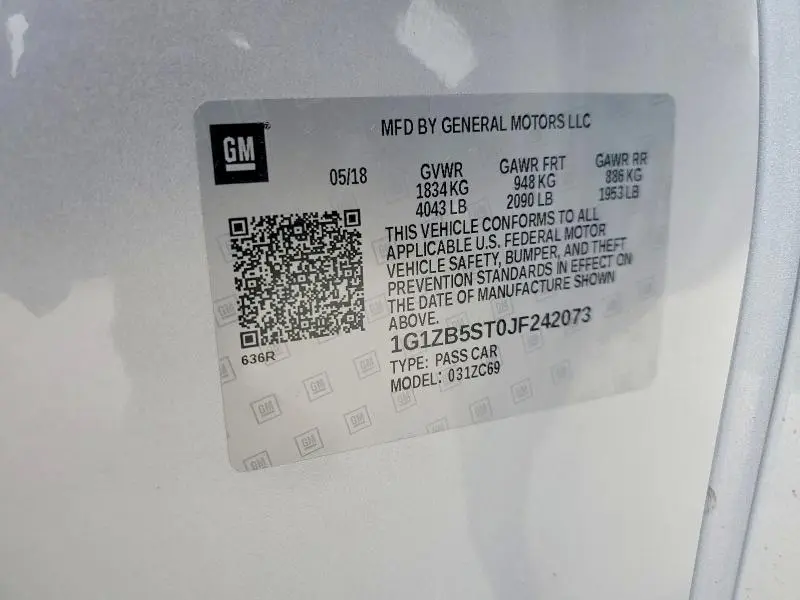 GM
MFD BY GENERAL MOTORS LLC
05/18
GVWR
1834 KG
4043 LB
GAWR FRT
948 KG
2090 LB
GAWR RR
886 KG
1953 LB
THIS VEHICLE CONFORMS TO ALL
APPLICABLE U.S. FEDERAL MOTOR
VEHICLE SAFETY, BUMPER, AND THEFT
PREVENTION STANDARDS IN EFFECT ON
THE DATE OF MANUFACTURE SHOWN
ABOVE.
1G1ZB5ST0JF242073
TYPE: PASS CAR
MODEL: 031ZC69
636R